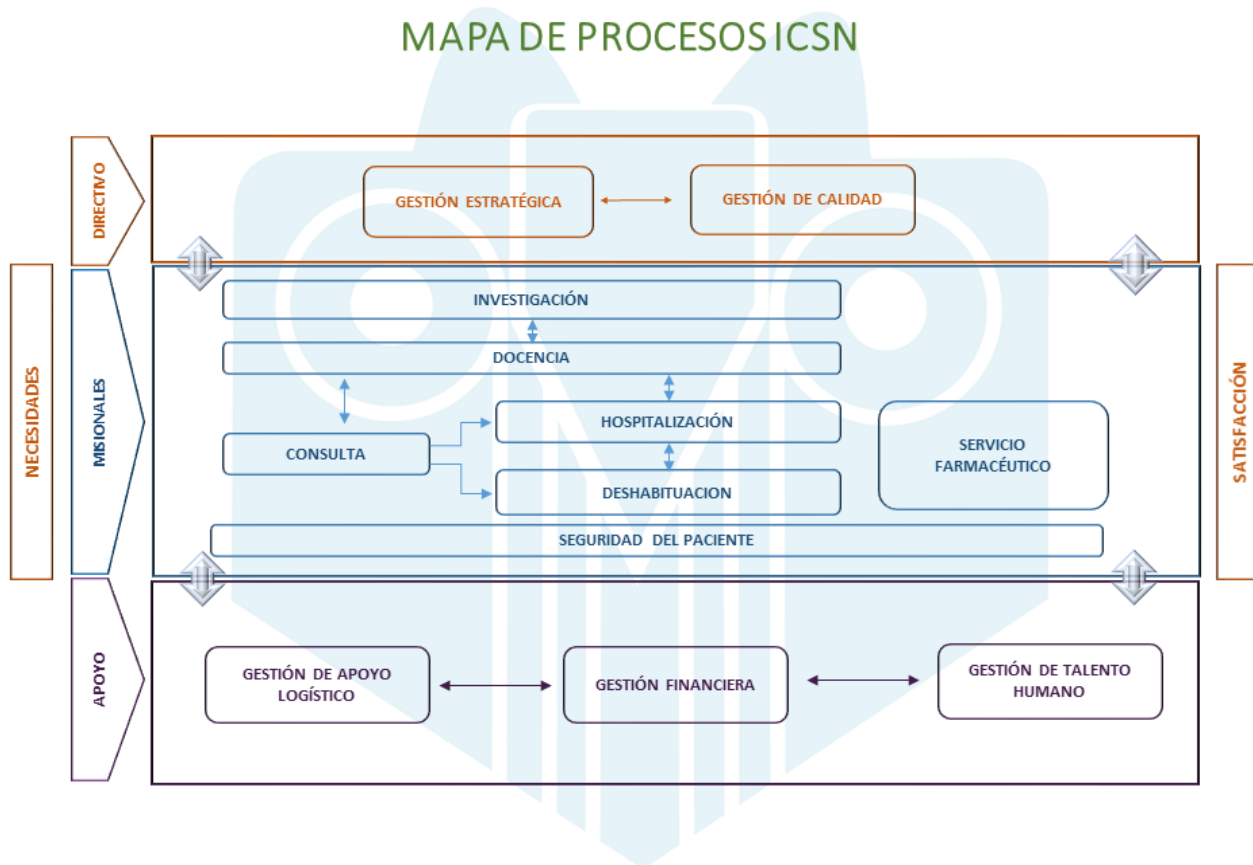 MAPA DE PROCESOS ICSN
DIRECTIVO
GESTIÓN ESTRATÉGICA
GESTIÓN DE CALIDAD
NECESIDADES
MISIONALES
INVESTIGACIÓN
DOCENCIA
CONSULTA
HOSPITALIZACIÓN
DESHABITUACION
SERVICIO
FARMACÉUTICO
SEGURIDAD DEL PACIENTE
SATISFACCIÓN
APOYO
GESTIÓN DE APOYO
LOGÍSTICO
GESTIÓN FINANCIERA
GESTIÓN DE TALENTO
HUMANO